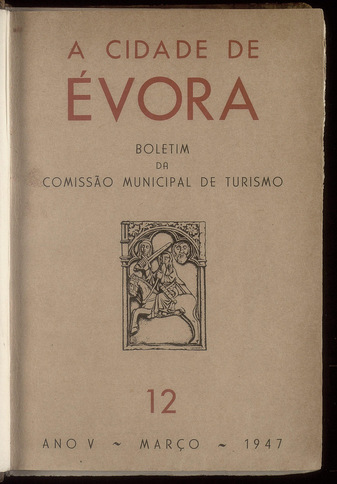 A CIDADE DE
ÉVORA
BOLETIM
DA
COMISSÃO MUNICIPAL DE TURISMO
12
ANO V ~ MARÇO ~ 1947